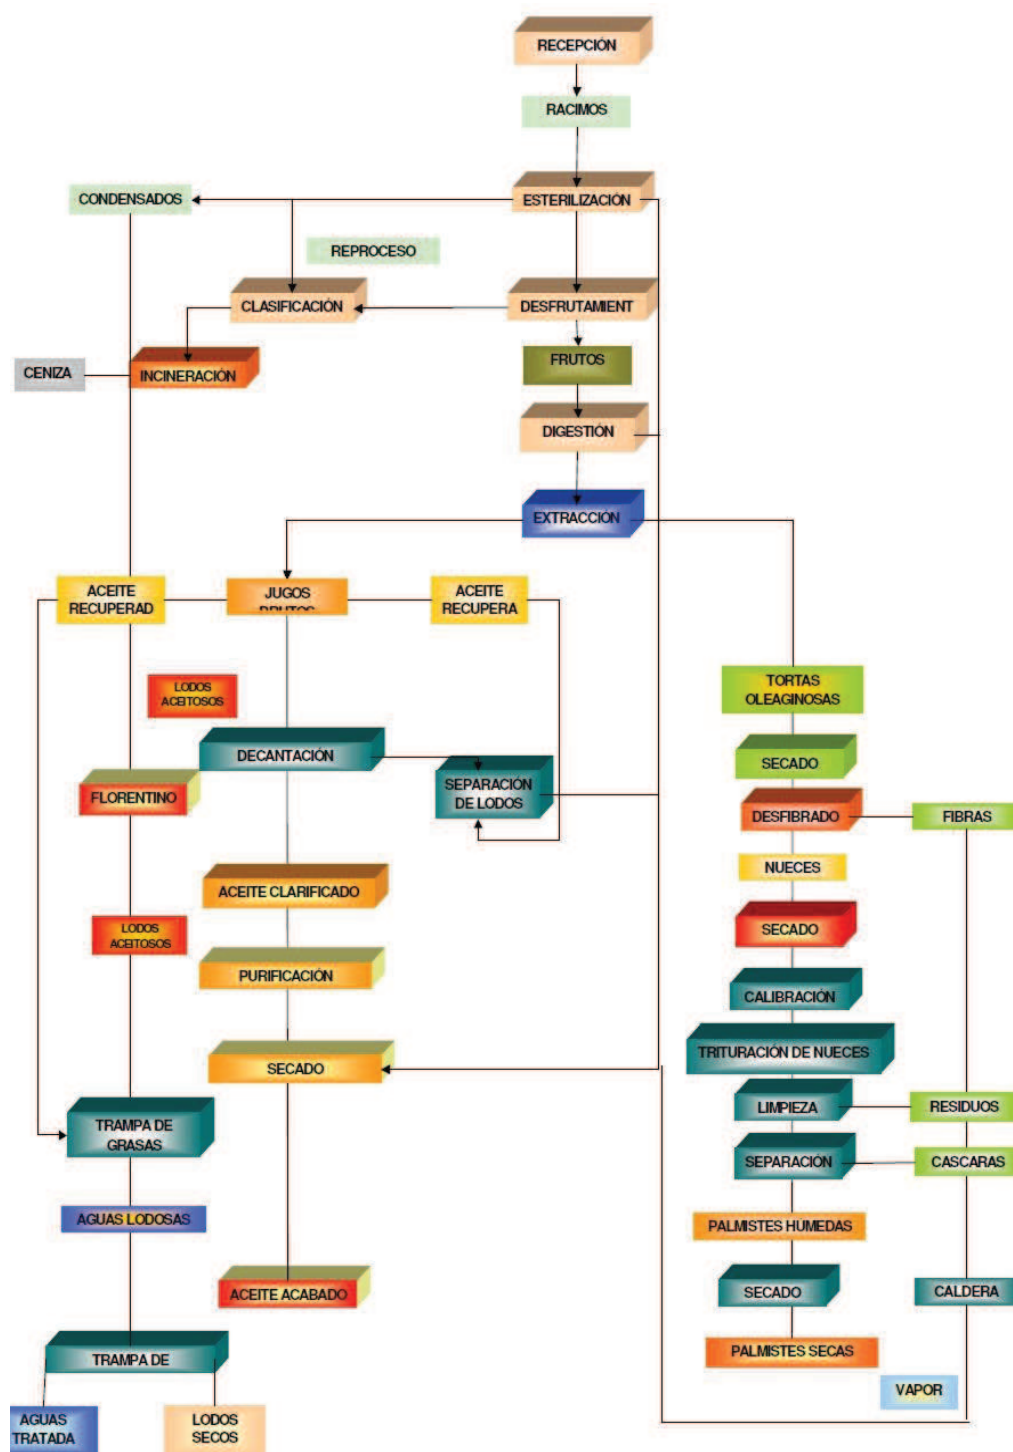 RECEPCIÓN
RACIMOS
CONDENSADOS
ESTERILIZACIÓN
REPROCESO
CLASIFICACIÓN
DESFRUTAMIENT
CENIZA
INCINERACIÓN
FRUTOS
DIGESTIÓN
EXTRACCIÓN
ACEITE
RECUPERAD
JUGOS
ACEITE
RECUPERA
LODOS
ACEITOSOS
TORTAS
OLEAGINOSAS
DECANTACIÓN
SECADO
FLORENTINO
SEPARACIÓN
DE LODOS
DESFIBRADO
FIBRAS
NUECES
ACEITE CLARIFICADO
LODOS
ACEITOSOS
SECADO
PURIFICACIÓN
CALIBRACIÓN
TRITURACIÓN DE NUECES
SECADO
LIMPIEZA
RESIDUOS
TRAMPA DE
GRASAS
SEPARACIÓN
CASCARAS
AGUAS LODOSAS
PALMISTES HÚMEDAS
ACEITE ACABADO
SECADO
CALDERA
TRAMPA DE
PALMISTES SECAS
VAPOR
AGUAS
TRATADA
LODOS
SECOS